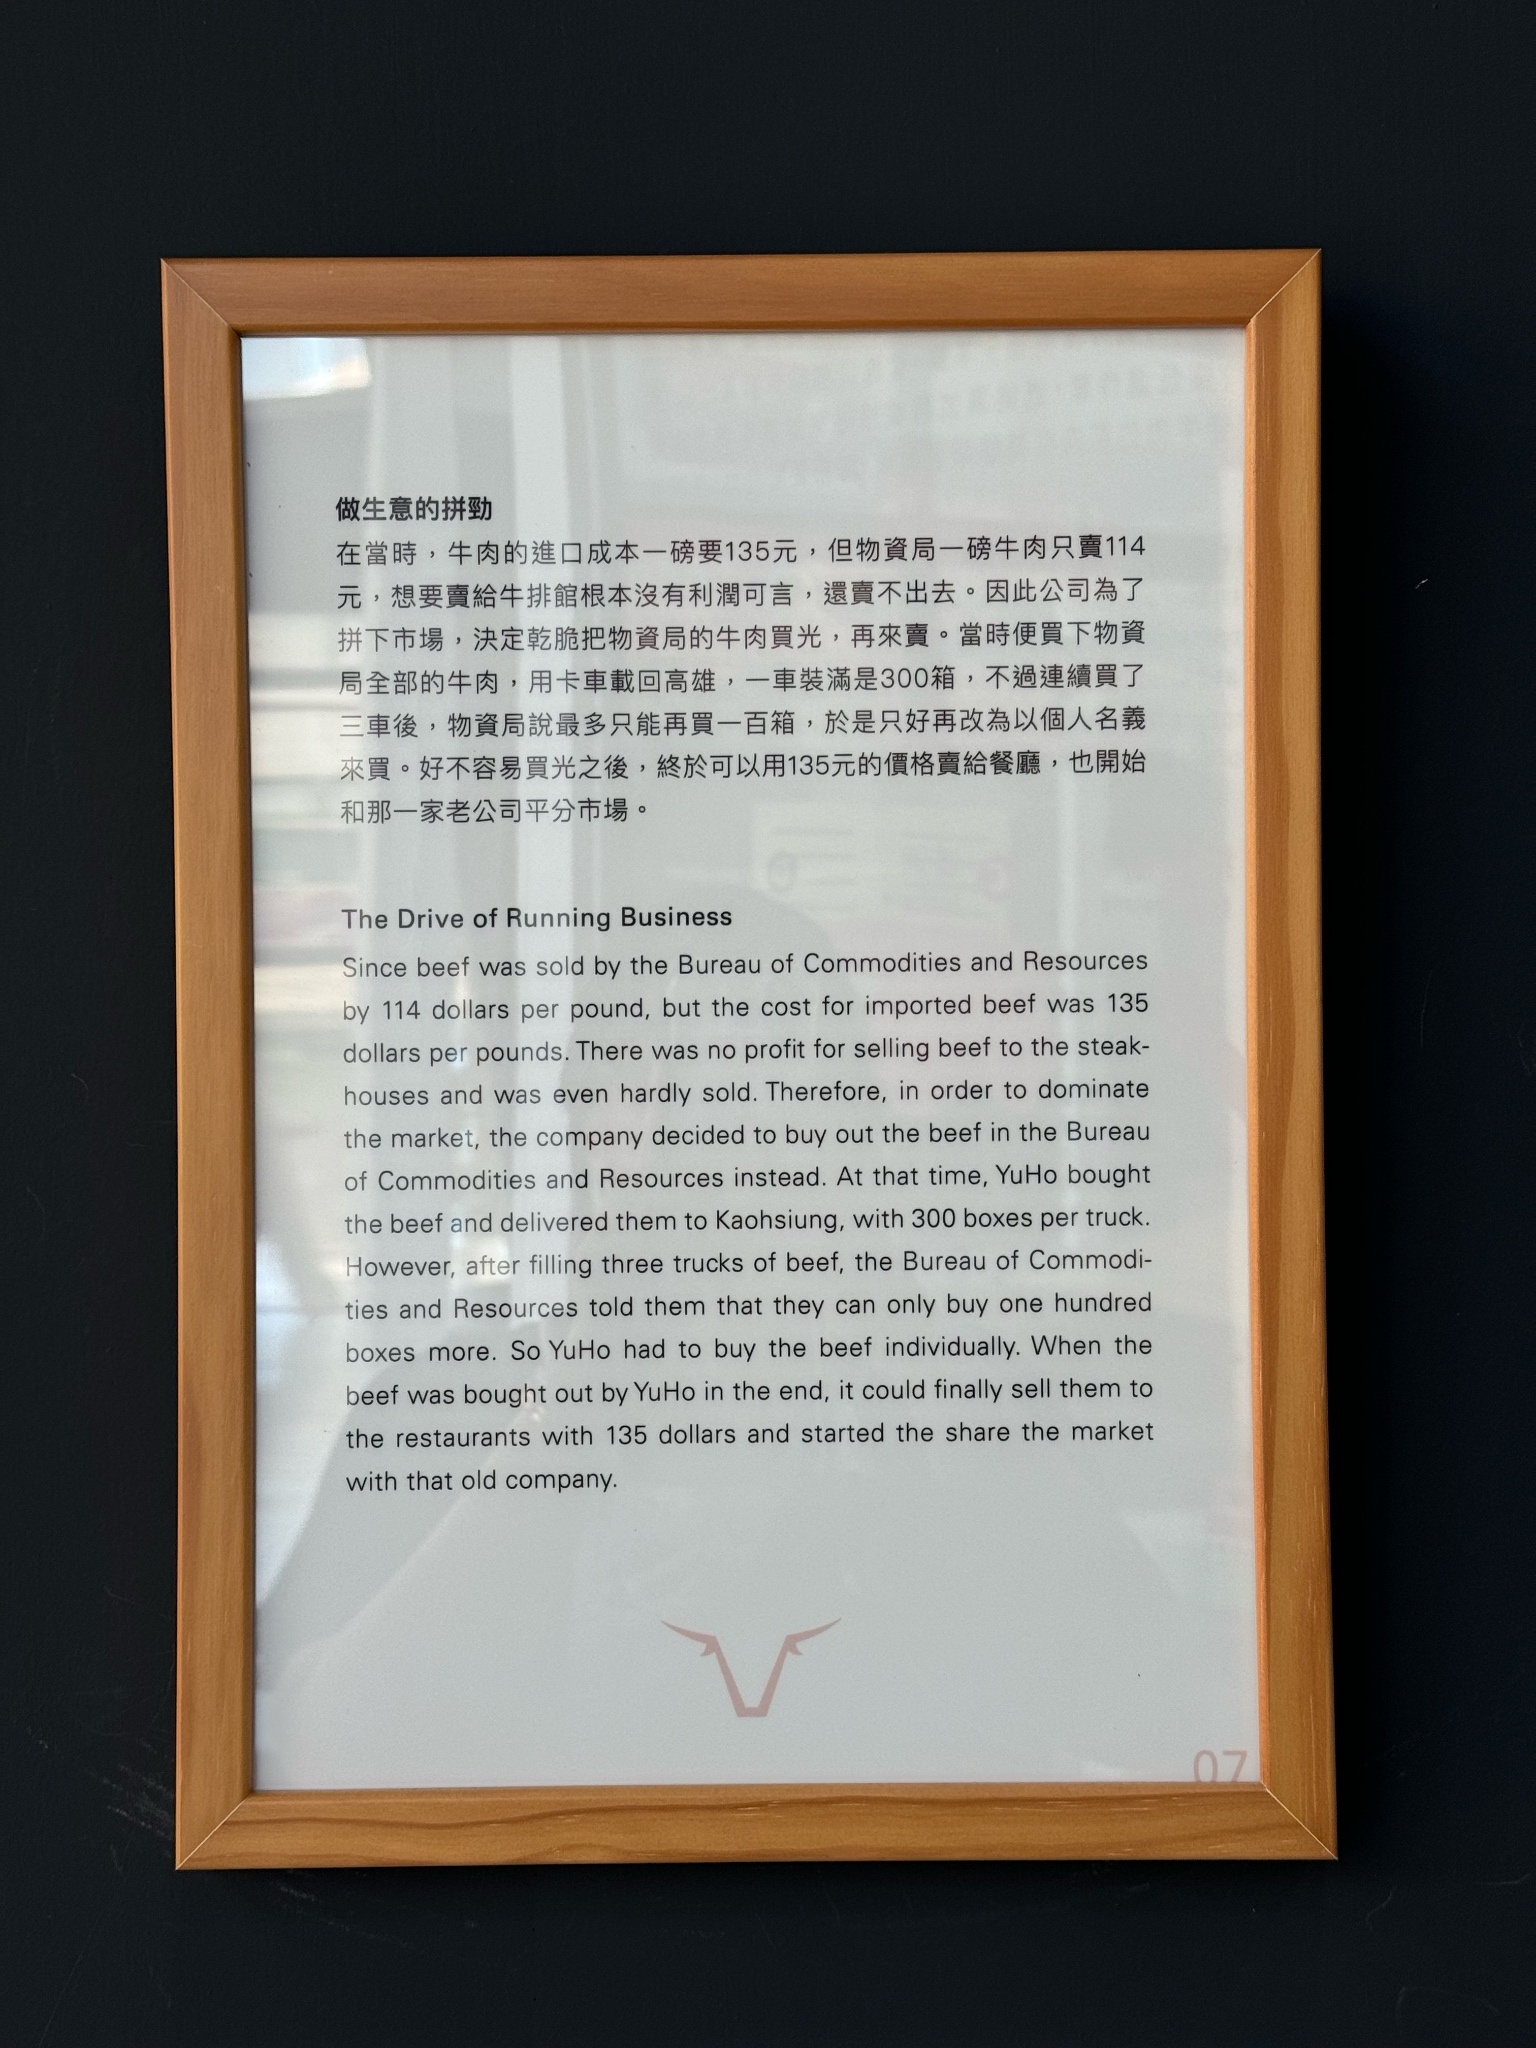 做生意的拼勁
在當時，牛肉的進口成本一磅要135元，但物資局一磅牛肉只賣114
元，想要賣給牛排館根本沒有利潤可言，還賣不出去。因此公司為了
拼下市場，決定乾脆把物資局的牛肉買光，再來賣。當時便買下物資
局全部的牛肉，用卡車載回高雄，一車裝滿是300箱，不過連續買了
三車後，物資局說最多只能再買一百箱，於是只好再改為以個人名義
來買。好不容易買光之後，終於可以用135元的價格賣給餐廳，也開始
和那一家老公司平分市場。
The Drive of Running Business
Since beef was sold by the Bureau of Commodities and Resources
by 114 dollars per pound, but the cost for imported beef was 135
dollars per pounds. There was no profit for selling beef to the steak-
houses and was even hardly sold. Therefore, in order to dominate
the market, the company decided to buy out the beef in the Bureau
of Commodities and Resources instead. At that time, YuHo bought
the beef and delivered them to Kaohsiung, with 300 boxes per truck.
However, after filling three trucks of beef, the Bureau of Commodi-
ties and Resources told them that they can only buy one hundred
boxes more. So YuHo had to buy the beef individually. When the
beef was bought out by YuHo in the end, it could finally sell them to
the restaurants with 135 dollars and started the share the market
with that old company.
07